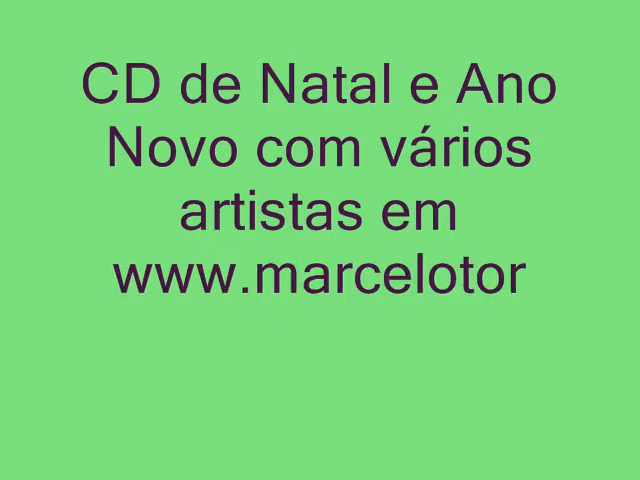 CD de Natal e Ano
Novo com vários
artistas em
www.marcelotor